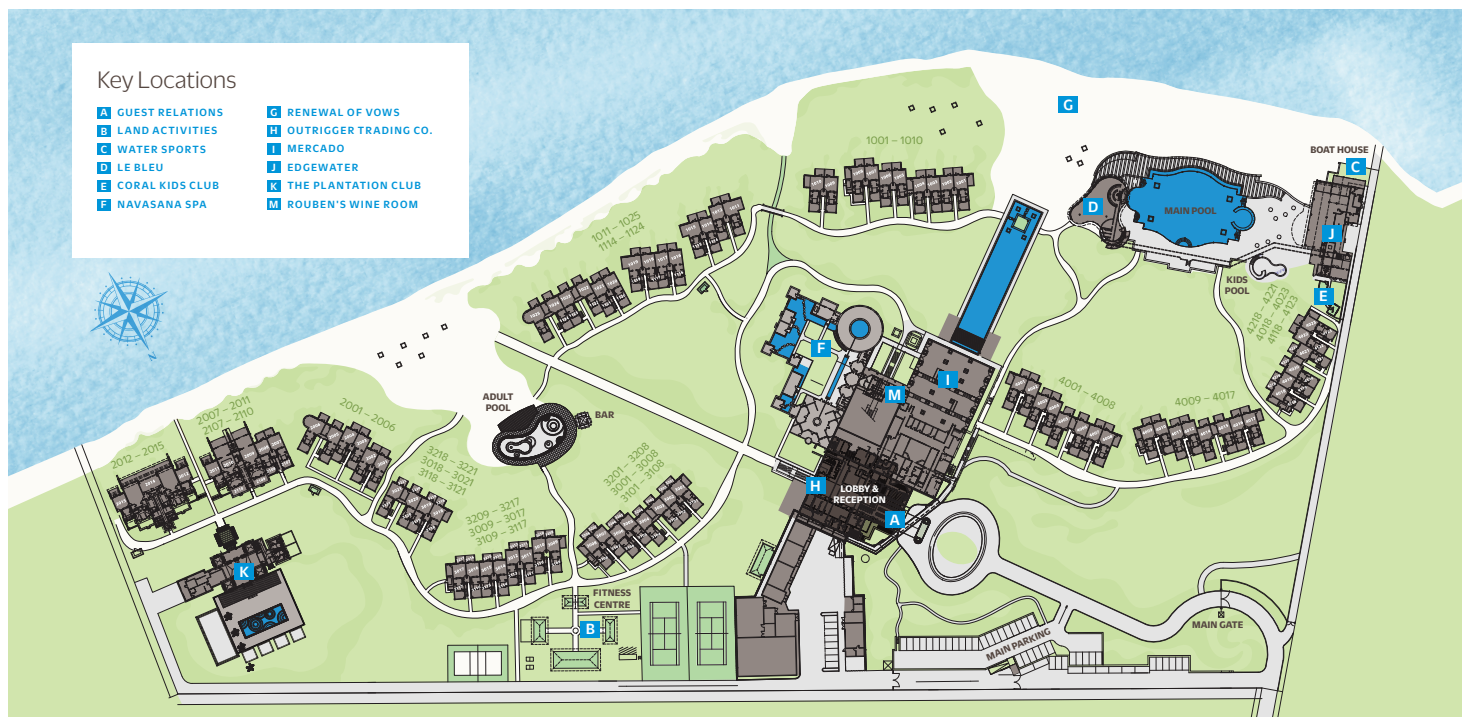 Key Locations
A GUEST RELATIONS
B LAND ACTIVITIES
C WATER SPORTS
D LE BLEU
E CORAL KIDS CLUB
F NAVASANA SPA
G RENEWAL OF VOWS
H OUTRIGGER TRADING CO.
I MERCADO
J EDGEWATER
K THE PLANTATION CLUB
M ROUBEN'S WINE ROOM
G
1001 – 1010
BOAT HOUSE
C
D
MAIN POOL
J
1011 – 1025
1114 – 1124
KIDS
POOL
E
4218 – 4221
4018 – 4023
4118 – 4123
N
F
I
M
ADULT
POOL
BAR
4001 – 4008
4009 – 4017
2012 – 2015
2007 – 2011
2107 – 2110
2001 – 2006
3218 – 3221
3018 – 3021
3118 – 3121
3209 – 3217
3009 – 3017
3109 – 3117
3201 – 3208
3001 – 3008
3101 – 3108
H
LOBBY &
RECEPTION
A
K
FITNESS
CENTRE
B
MAIN PARKING
MAIN GATE